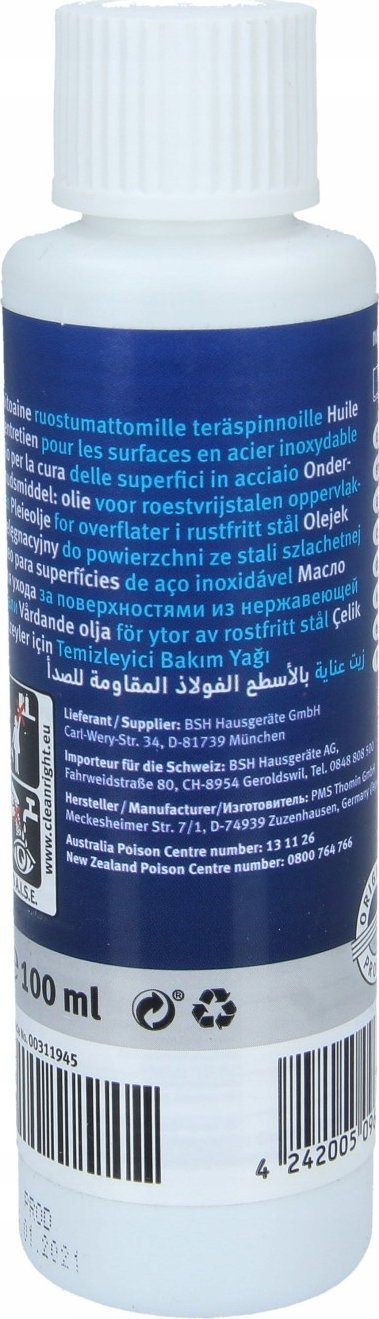 ruostumattomille teräspinnoille Huile
entretien pour les surfaces en acier inoxydable
per la cura delle superfici in acciaio Onder-
olie voor roestvrijstalen oppervlak-
Pleieolje for overflater i rustfritt stål Olejek
do powierzchni ze stali szlachetnej
para superfícies de aço inoxidável Масло
ухода за поверхностями из нержавеющей
Vårdande olja för ytor av rostfritt stål Çelik
için Temizleyici Bakım Yağı
زيت عناية بالأسطح الفولاذ المقاومة للصدأ
Lieferant / Supplier: BSH Hausgeräte GmbH
Carl-Wery-Str. 34, D-81739 München
Importeur für die Schweiz: BSH Hausgeräte AG,
Fahrweidstraße 80, CH-8954 Geroldswil, Tel. 0848 808 500
Hersteller / Manufacturer/Изготовитель: PMS Thomin GmbH
Meckesheimer Str. 7/1, D-74939 Zuzenhausen, Germany
Australia Poison Centre number: 13 11 26
New Zealand Poison Centre number: 0800 764 766
www.cleanright.eu
A.I.S.E.
100 ml
No. 00311945
4 242005
PROD
01.2021